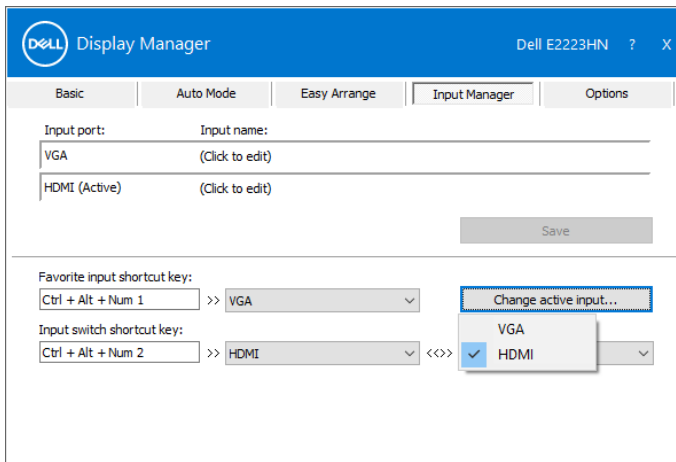 DELL Display Manager Dell E2223HN ? X
Basic Auto Mode Easy Arrange Input Manager Options
Input port: Input name:
VGA (Click to edit)
HDMI (Active) (Click to edit)
Save
Favorite input shortcut key:
Ctrl + Alt + Num 1 >> VGA Change active input...
Input switch shortcut key:
VGA
Ctrl + Alt + Num 2 >> HDMI <<>> HDMI